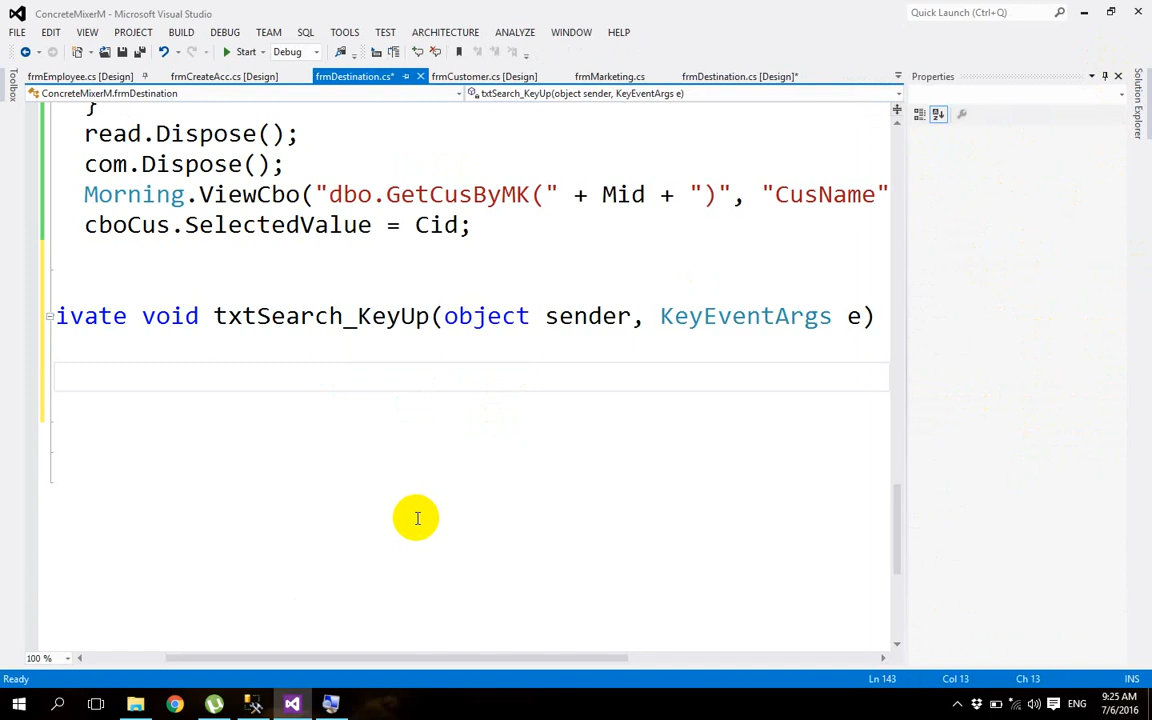 ConcreteMixerM - Microsoft Visual Studio
Quick Launch (Ctrl+Q)
FILE EDIT VIEW PROJECT BUILD DEBUG TEAM SQL TOOLS TEST ARCHITECTURE ANALYZE WINDOW HELP
Start Debug
frmEmployee.cs [Design] frmCreateAcc.cs [Design] frmDestination.cs* frmCustomer.cs [Design] frmMarketing.cs frmDestination.cs [Design]* Properties
Toolbox
Solution Explorer
ConcreteMixerM.frmDestination txtSearch_KeyUp(object sender, KeyEventArgs e)
}
read.Dispose();
com.Dispose();
Morning.ViewCbo("dbo.GetCusByMK(" + Mid + ")", "CusName"
cboCus.SelectedValue = Cid;
ivate void txtSearch_KeyUp(object sender, KeyEventArgs e)
100 %
Ready Ln 143 Col 13 Ch 13 INS
ENG 9:25 AM
7/6/2016